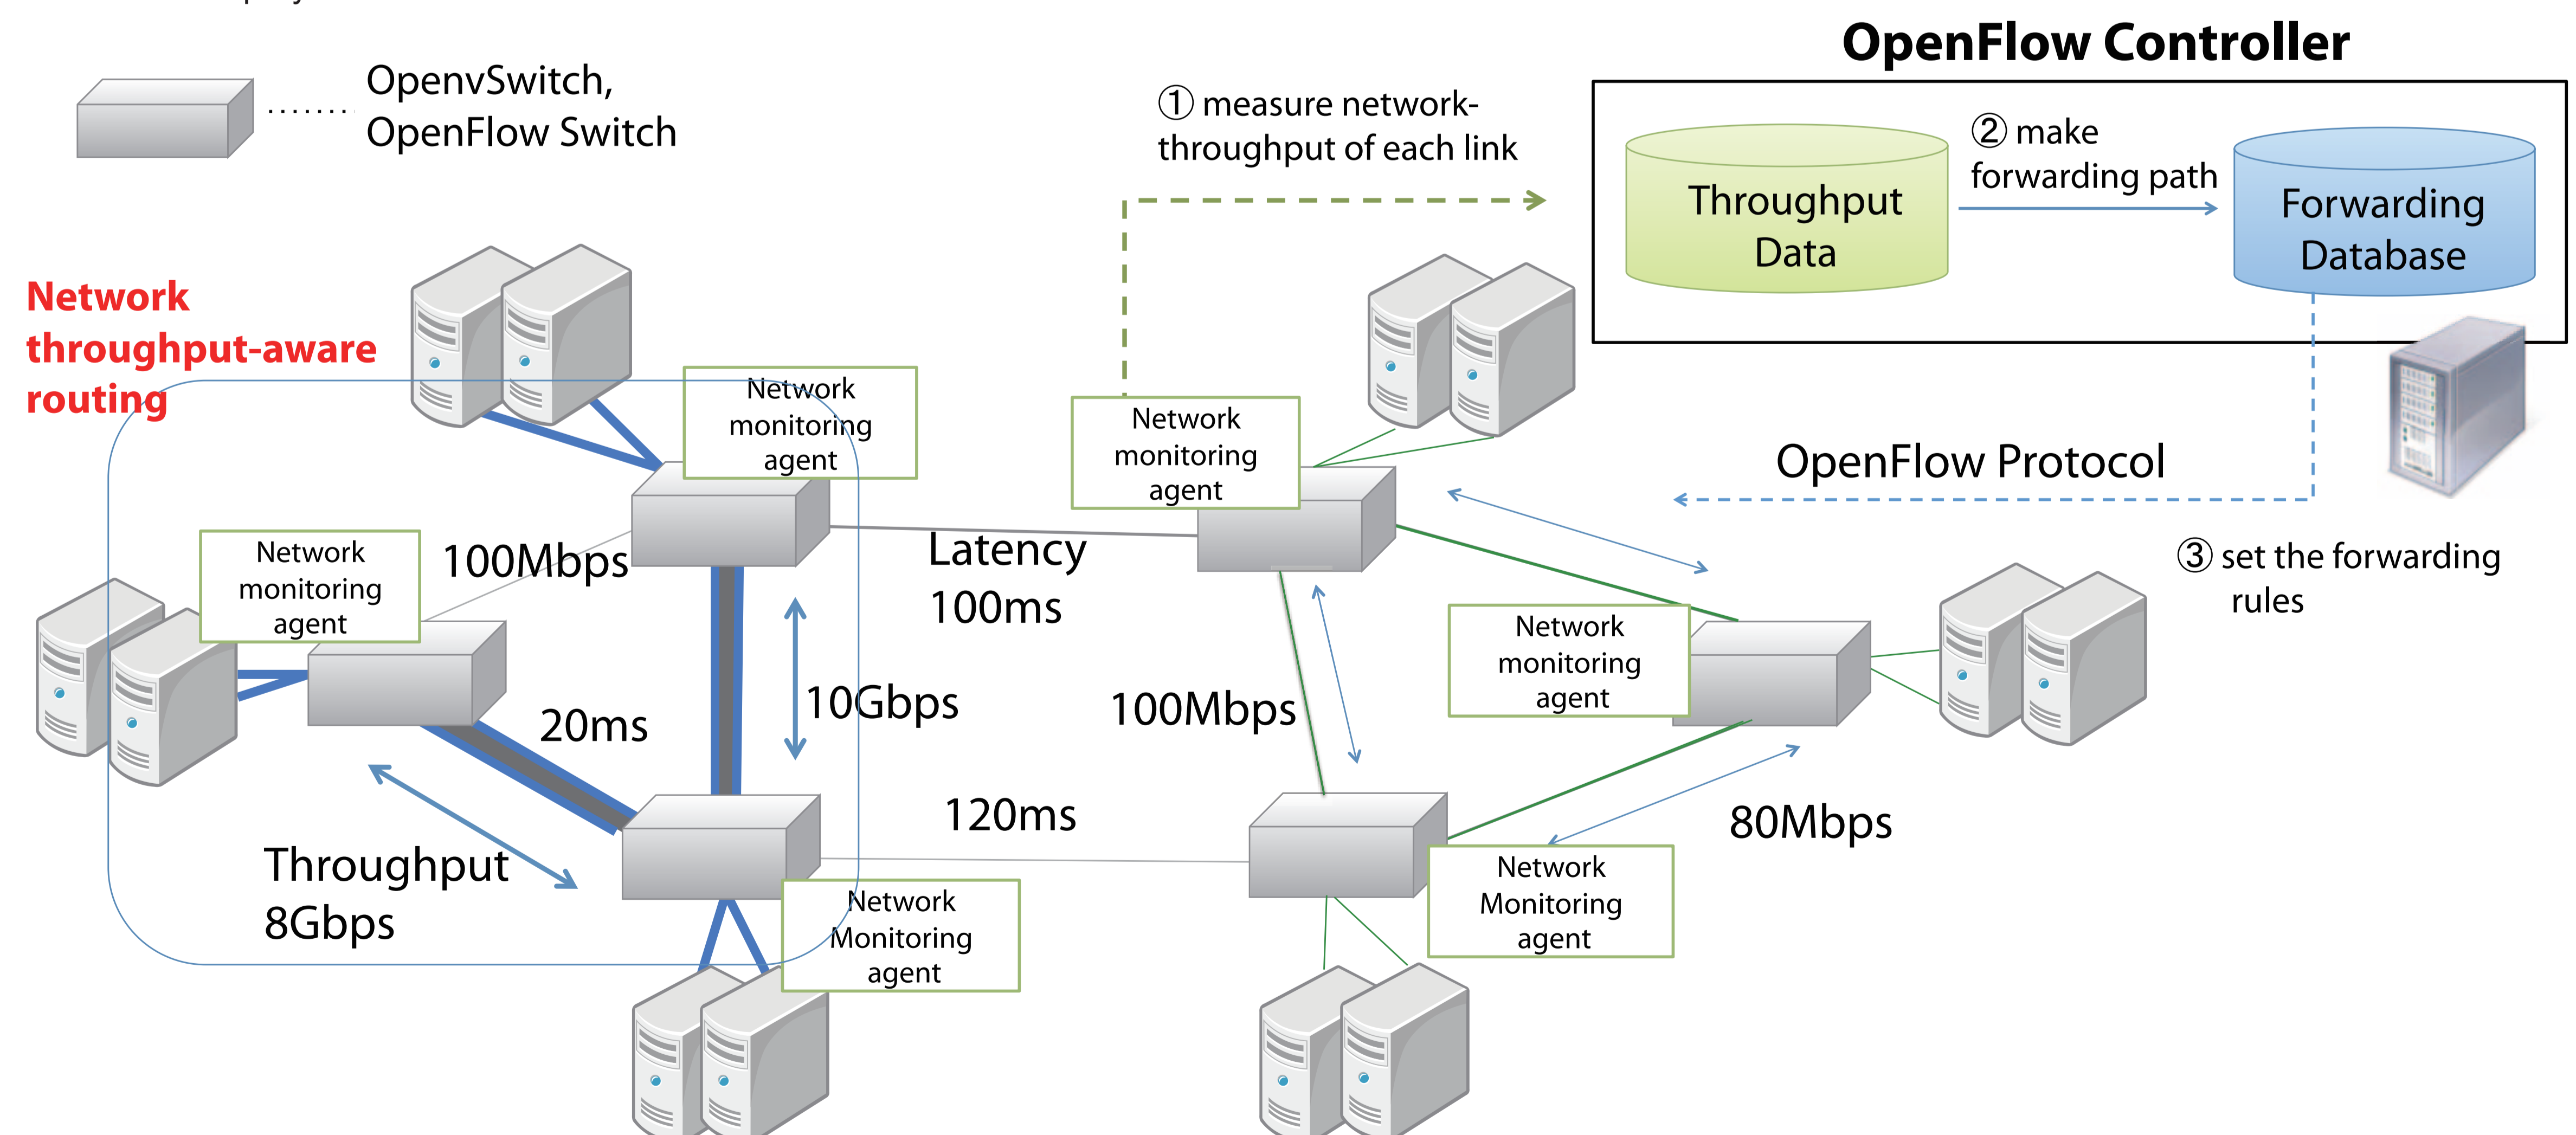 OpenFlow Controller
OpenvSwitch,
OpenFlow Switch
① measure network-
throughput of each link
Throughput
Data
② make
forwarding path
Forwarding
Database
Network
throughput-aware
routing
Network
monitoring
agent
Network
monitoring
agent
OpenFlow Protocol
③ set the forwarding
rules
Network
monitoring
agent
100Mbps
Latency
100ms
Network
monitoring
agent
20ms
10Gbps
100Mbps
120ms
80Mbps
Throughput
8Gbps
Network
Monitoring
agent
Network
Monitoring
agent